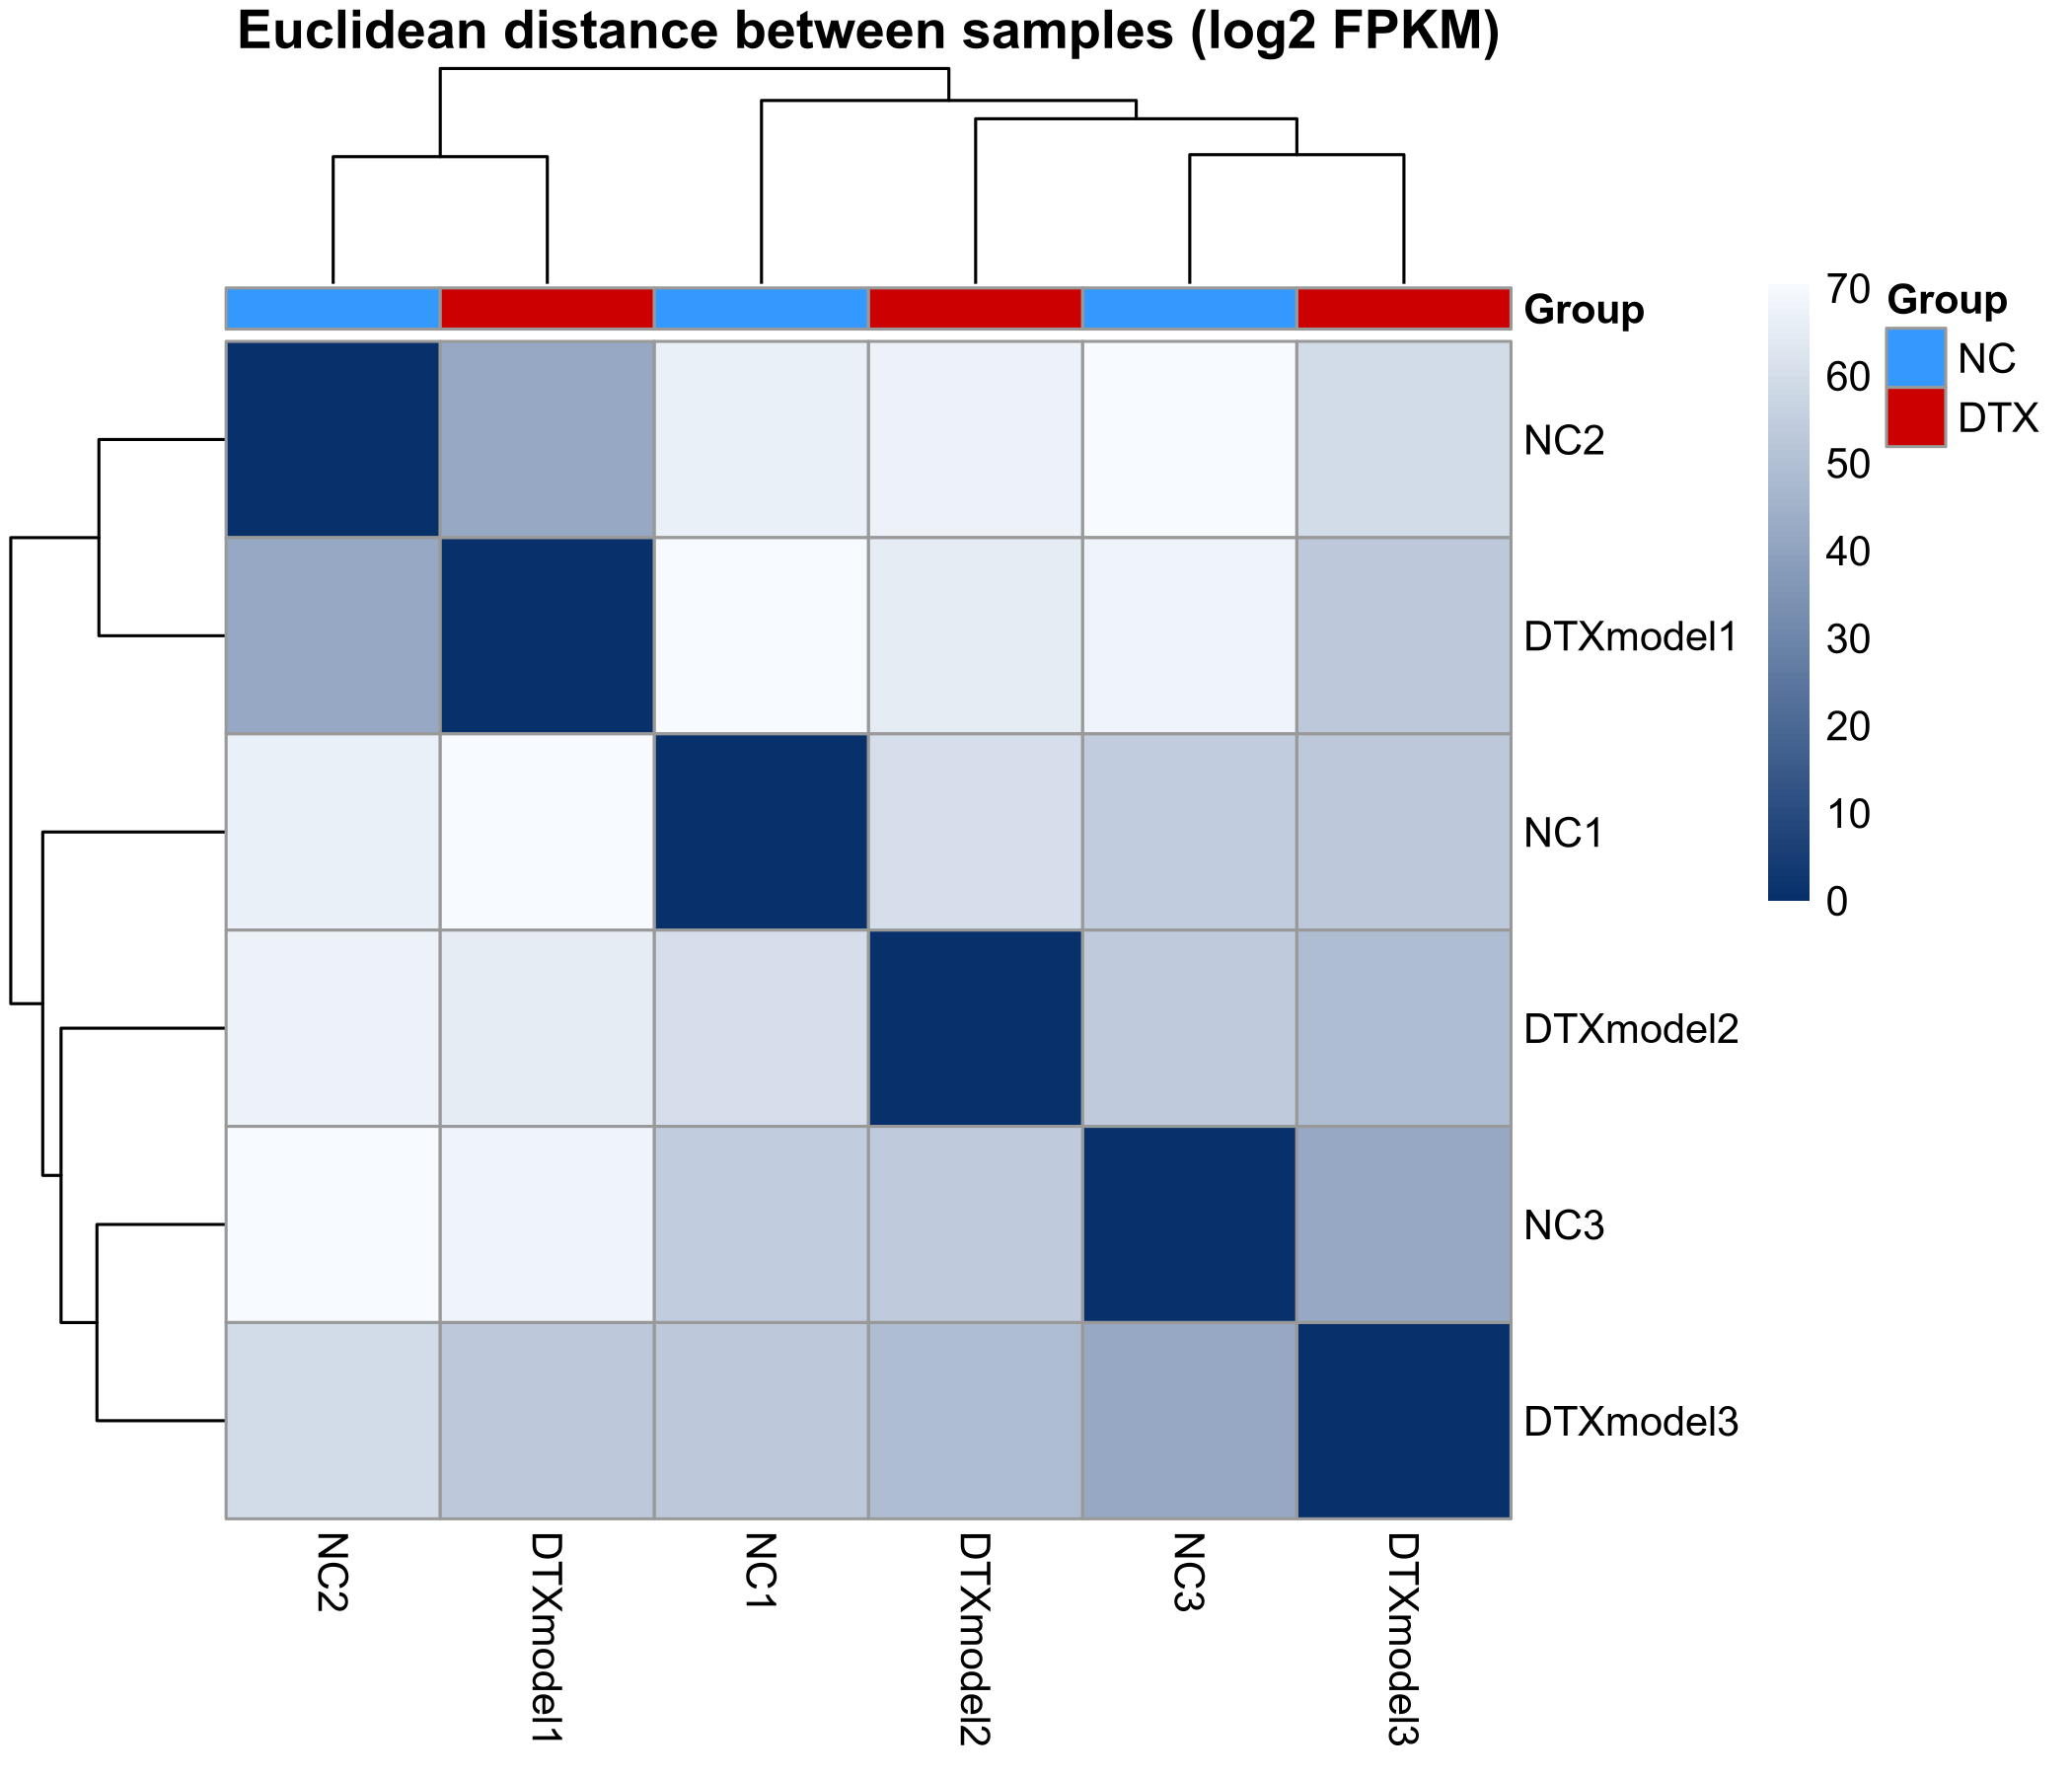 Euclidean distance between samples (log2 FPKM)
Group
NC2
DTXmodel1
NC1
DTXmodel2
NC3
DTXmodel3
NC2
DTXmodel1
NC1
DTXmodel2
NC3
DTXmodel3
70
60
50
40
30
20
10
0
Group
NC
DTX